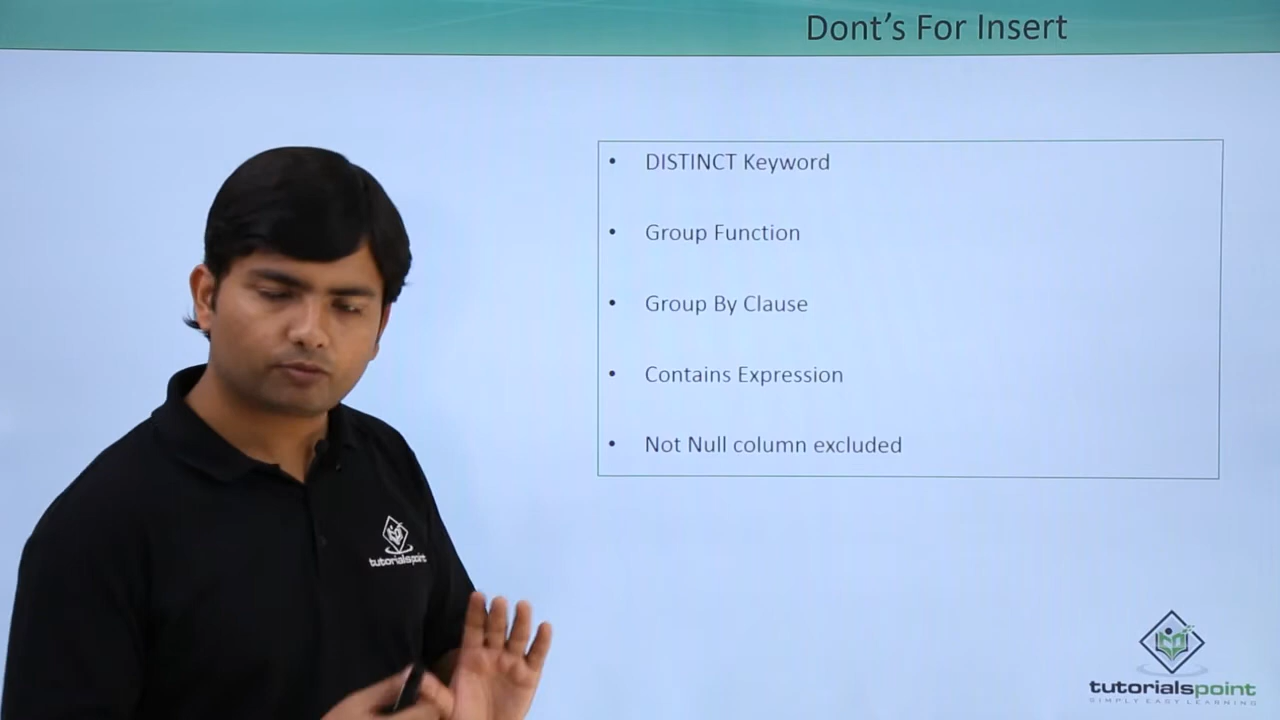 Dont's For Insert
• DISTINCT Keyword
• Group Function
• Group By Clause
• Contains Expression
• Not Null column excluded
tutorialspoint
tutorialspoint
SIMPLY EASY LEARNING